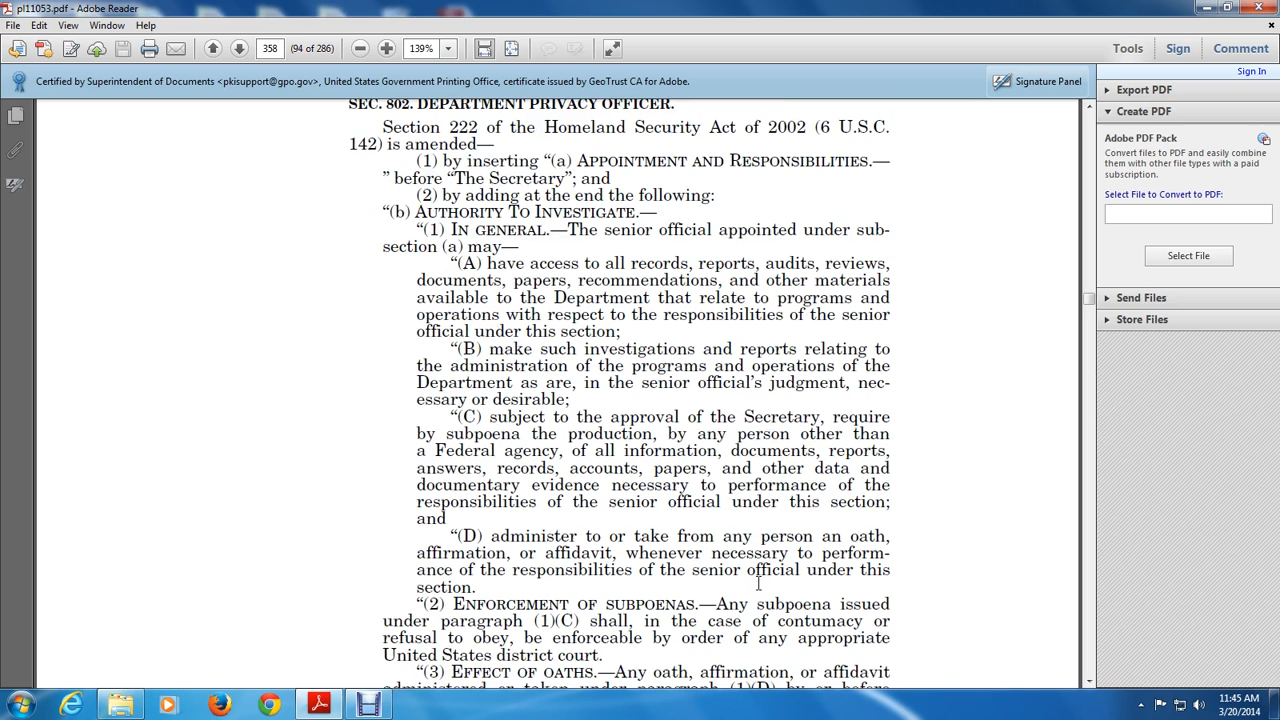 pl11053.pdf - Adobe Reader
File Edit View Window Help
358 (94 of 286) 139% Tools Sign Comment
Certified by Superintendent of Documents <pkisupport@gpo.gov>, United States Government Printing Office, certificate issued by GeoTrust CA for Adobe. Signature Panel
Sign In
Export PDF
Create PDF
Adobe PDF Pack
Convert files to PDF and easily combine
them with other file types with a paid
subscription.
Select File to Convert to PDF:
Select File
Send Files
Store Files
SEC. 802. DEPARTMENT PRIVACY OFFICER.
Section 222 of the Homeland Security Act of 2002 (6 U.S.C.
142) is amended—
(1) by inserting “(a) APPOINTMENT AND RESPONSIBILITIES.—
” before “The Secretary”; and
(2) by adding at the end the following:
“(b) AUTHORITY TO INVESTIGATE.—
“(1) IN GENERAL.—The senior official appointed under sub-
section (a) may—
“(A) have access to all records, reports, audits, reviews,
documents, papers, recommendations, and other materials
available to the Department that relate to programs and
operations with respect to the responsibilities of the senior
official under this section;
“(B) make such investigations and reports relating to
the administration of the programs and operations of the
Department as are, in the senior official’s judgment, nec-
essary or desirable;
“(C) subject to the approval of the Secretary, require
by subpoena the production, by any person other than
a Federal agency, of all information, documents, reports,
answers, records, accounts, papers, and other data and
documentary evidence necessary to performance of the
responsibilities of the senior official under this section;
and
“(D) administer to or take from any person an oath,
affirmation, or affidavit, whenever necessary to perform-
ance of the responsibilities of the senior official under this
section.
“(2) ENFORCEMENT OF SUBPOENAS.—Any subpoena issued
under paragraph (1)(C) shall, in the case of contumacy or
refusal to obey, be enforceable by order of any appropriate
United States district court.
“(3) EFFECT OF OATHS.—Any oath, affirmation, or affidavit
administered or taken under paragraph (1)(D) by or before
11:45 AM
3/20/2014